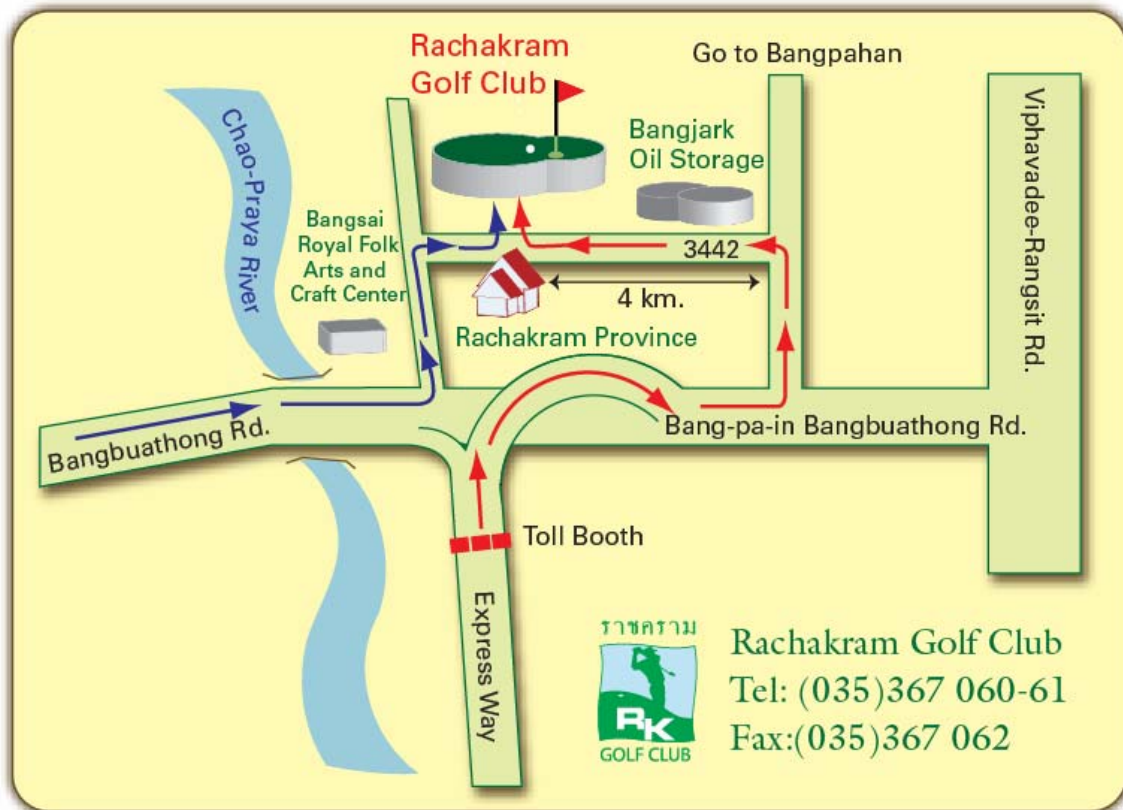 Rachakram
Golf Club
Go to Bangpahan
Viphavadee-Rangsit Rd.
Chao-Praya River
Bangjark
Oil Storage
Bangsai
Royal Folk
Arts and
Craft Center
3442
4 km.
Rachakram Province
Bangbuathong Rd.
Bang-pa-in Bangbuathong Rd.
Toll Booth
Express Way
ราชคราม
RK
GOLF CLUB
Rachakram Golf Club
Tel: (035)367 060-61
Fax:(035)367 062